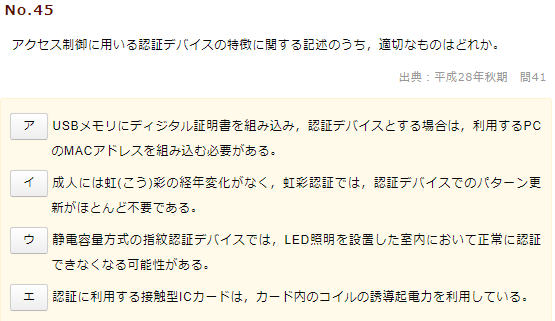 No.45
アクセス制御に用いる認証デバイスの特徴に関する記述のうち，適切なものはどれか。
出典：平成28年秋期　問41
ア USBメモリにディジタル証明書を組み込み，認証デバイスとする場合は，利用するPC
のMACアドレスを組み込む必要がある。
イ 成人には虹(こう)彩の経年変化がなく，虹彩認証では，認証デバイスでのパターン更
新がほとんど不要である。
ウ 静電容量方式の指紋認証デバイスでは，LED照明を設置した室内において正常に認証
できなくなる可能性がある。
エ 認証に利用する接触型ICカードは，カード内のコイルの誘導起電力を利用している。